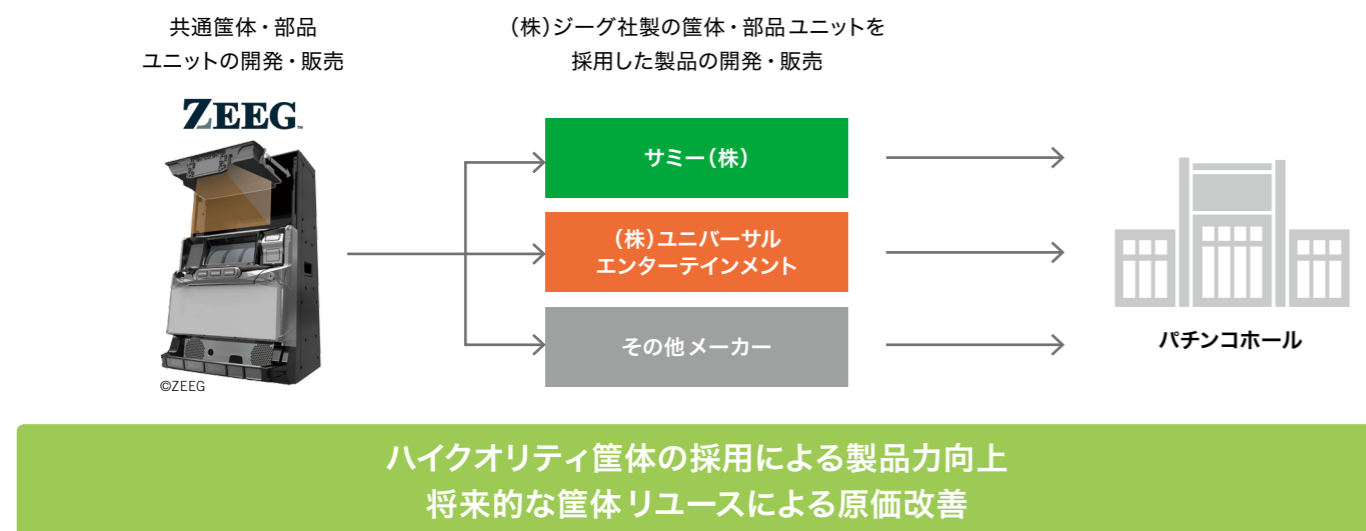 共通筐体・部品
ユニットの開発・販売
(株)ジーグ社製の筐体・部品ユニットを
採用した製品の開発・販売
ZEEG™
©ZEEG
サミー(株)
(株)ユニバーサル
エンターテインメント
その他メーカー
パチンコホール
ハイクオリティ筐体の採用による製品力向上
将来的な筐体リユースによる原価改善